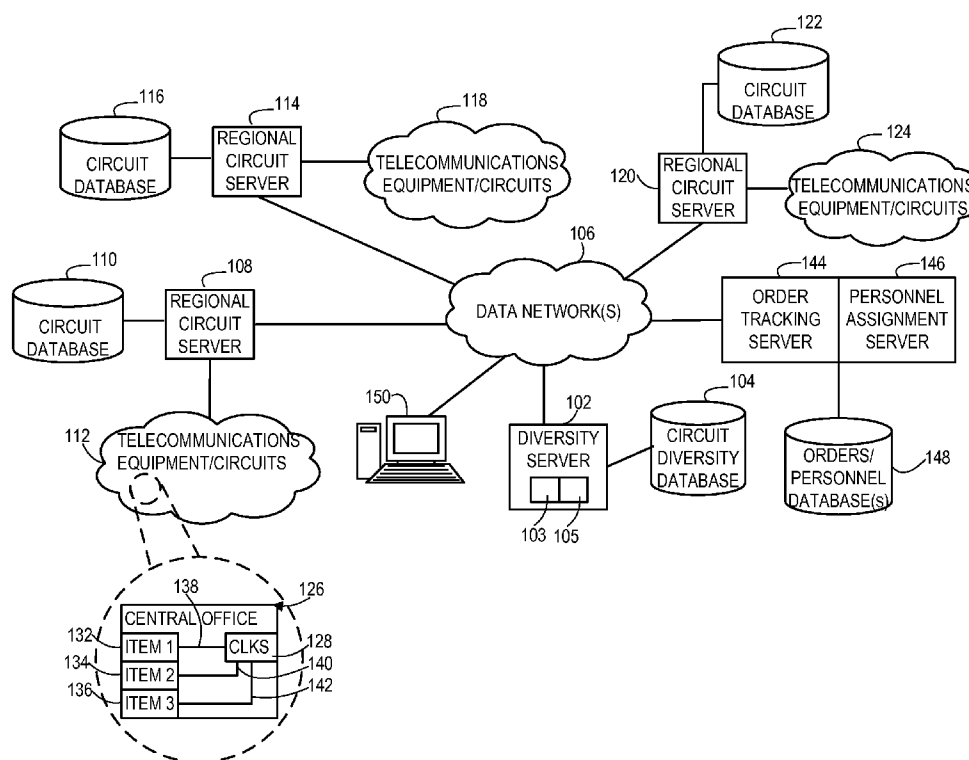 122
CIRCUIT
DATABASE
116
CIRCUIT
DATABASE
114
REGIONAL
CIRCUIT
SERVER
118
TELECOMMUNICATIONS
EQUIPMENT/CIRCUITS
120
REGIONAL
CIRCUIT
SERVER
124
TELECOMMUNICATIONS
EQUIPMENT/CIRCUITS
110
CIRCUIT
DATABASE
108
REGIONAL
CIRCUIT
SERVER
106
DATA NETWORK(S)
144
ORDER
TRACKING
SERVER
146
PERSONNEL
ASSIGNMENT
SERVER
112
TELECOMMUNICATIONS
EQUIPMENT/CIRCUITS
150
102
DIVERSITY SERVER
103
105
104
CIRCUIT
DIVERSITY
DATABASE
ORDERS/
PERSONNEL
DATABASE(s)
148
126
CENTRAL OFFICE
138
132
ITEM 1
CLKS
128
134
ITEM 2
140
136
ITEM 3
142